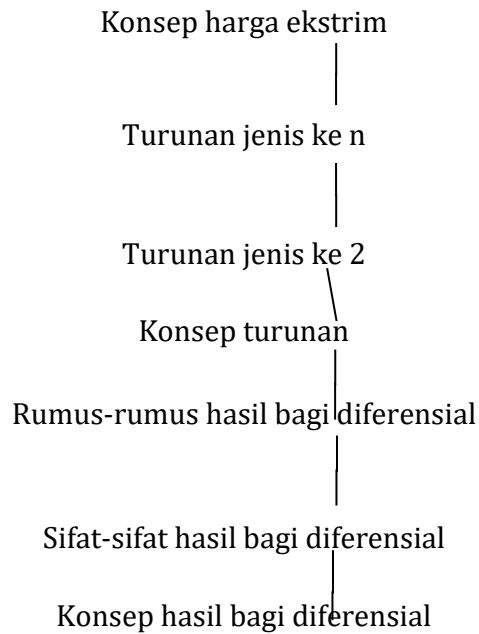 Konsep harga ekstrim
Turunan jenis ke n
Turunan jenis ke 2
Konsep turunan
Rumus-rumus hasil bagi diferensial
Sifat-sifat hasil bagi diferensial
Konsep hasil bagi diferensial